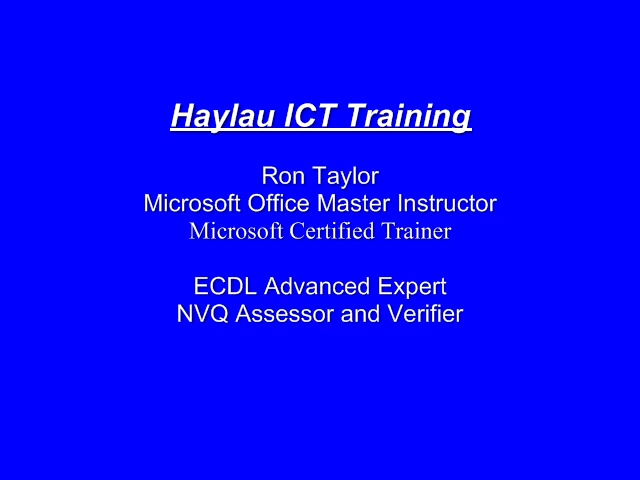 Haylau ICT Training
Ron Taylor
Microsoft Office Master Instructor
Microsoft Certified Trainer
ECDL Advanced Expert
NVQ Assessor and Verifier